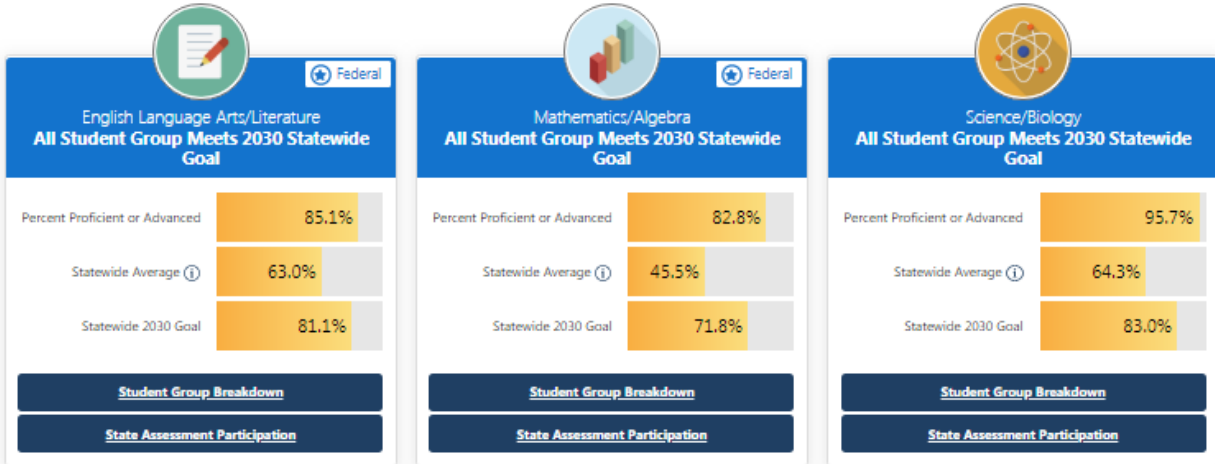 Federal
English Language Arts/Literature
All Student Group Meets 2030 Statewide
Goal
Percent Proficient or Advanced 85.1%
Statewide Average 63.0%
Statewide 2030 Goal 81.1%
Student Group Breakdown
State Assessment Participation
Federal
Mathematics/Algebra
All Student Group Meets 2030 Statewide
Goal
Percent Proficient or Advanced 82.8%
Statewide Average 45.5%
Statewide 2030 Goal 71.8%
Student Group Breakdown
State Assessment Participation
Science/Biology
All Student Group Meets 2030 Statewide
Goal
Percent Proficient or Advanced 95.7%
Statewide Average 64.3%
Statewide 2030 Goal 83.0%
Student Group Breakdown
State Assessment Participation